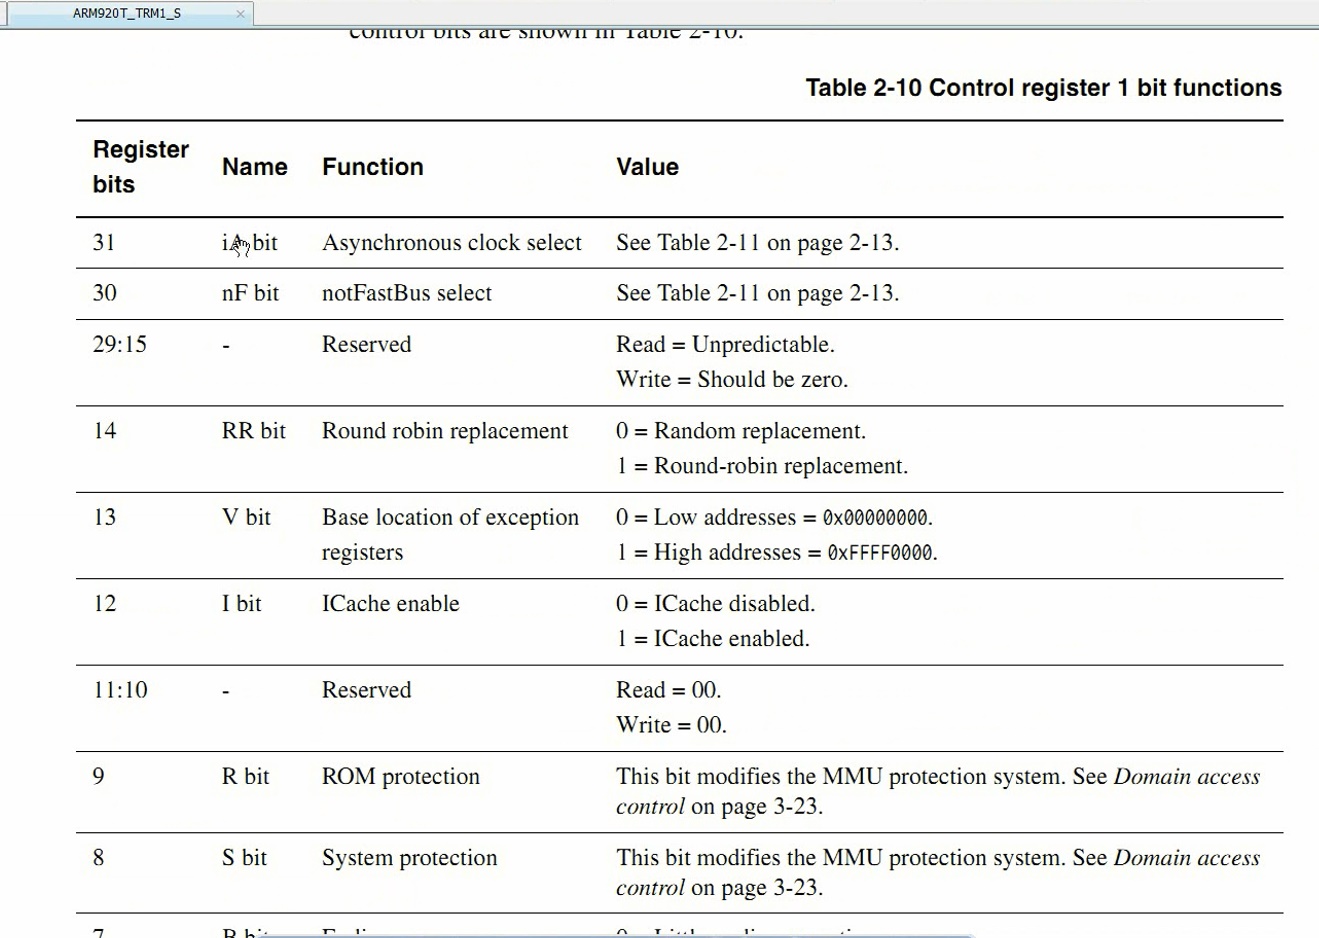 ARM920T_TRM1_S
control bits are shown in Table 2-10.
Table 2-10 Control register 1 bit functions
Register bits Name Function Value
31 iA bit Asynchronous clock select See Table 2-11 on page 2-13.
30 nF bit notFastBus select See Table 2-11 on page 2-13.
29:15 - Reserved Read = Unpredictable.
Write = Should be zero.
14 RR bit Round robin replacement 0 = Random replacement.
1 = Round-robin replacement.
13 V bit Base location of exception 0 = Low addresses = 0x00000000.
registers 1 = High addresses = 0xFFFF0000.
12 I bit ICache enable 0 = ICache disabled.
1 = ICache enabled.
11:10 - Reserved Read = 00.
Write = 00.
9 R bit ROM protection This bit modifies the MMU protection system. See Domain access
control on page 3-23.
8 S bit System protection This bit modifies the MMU protection system. See Domain access
control on page 3-23.
7